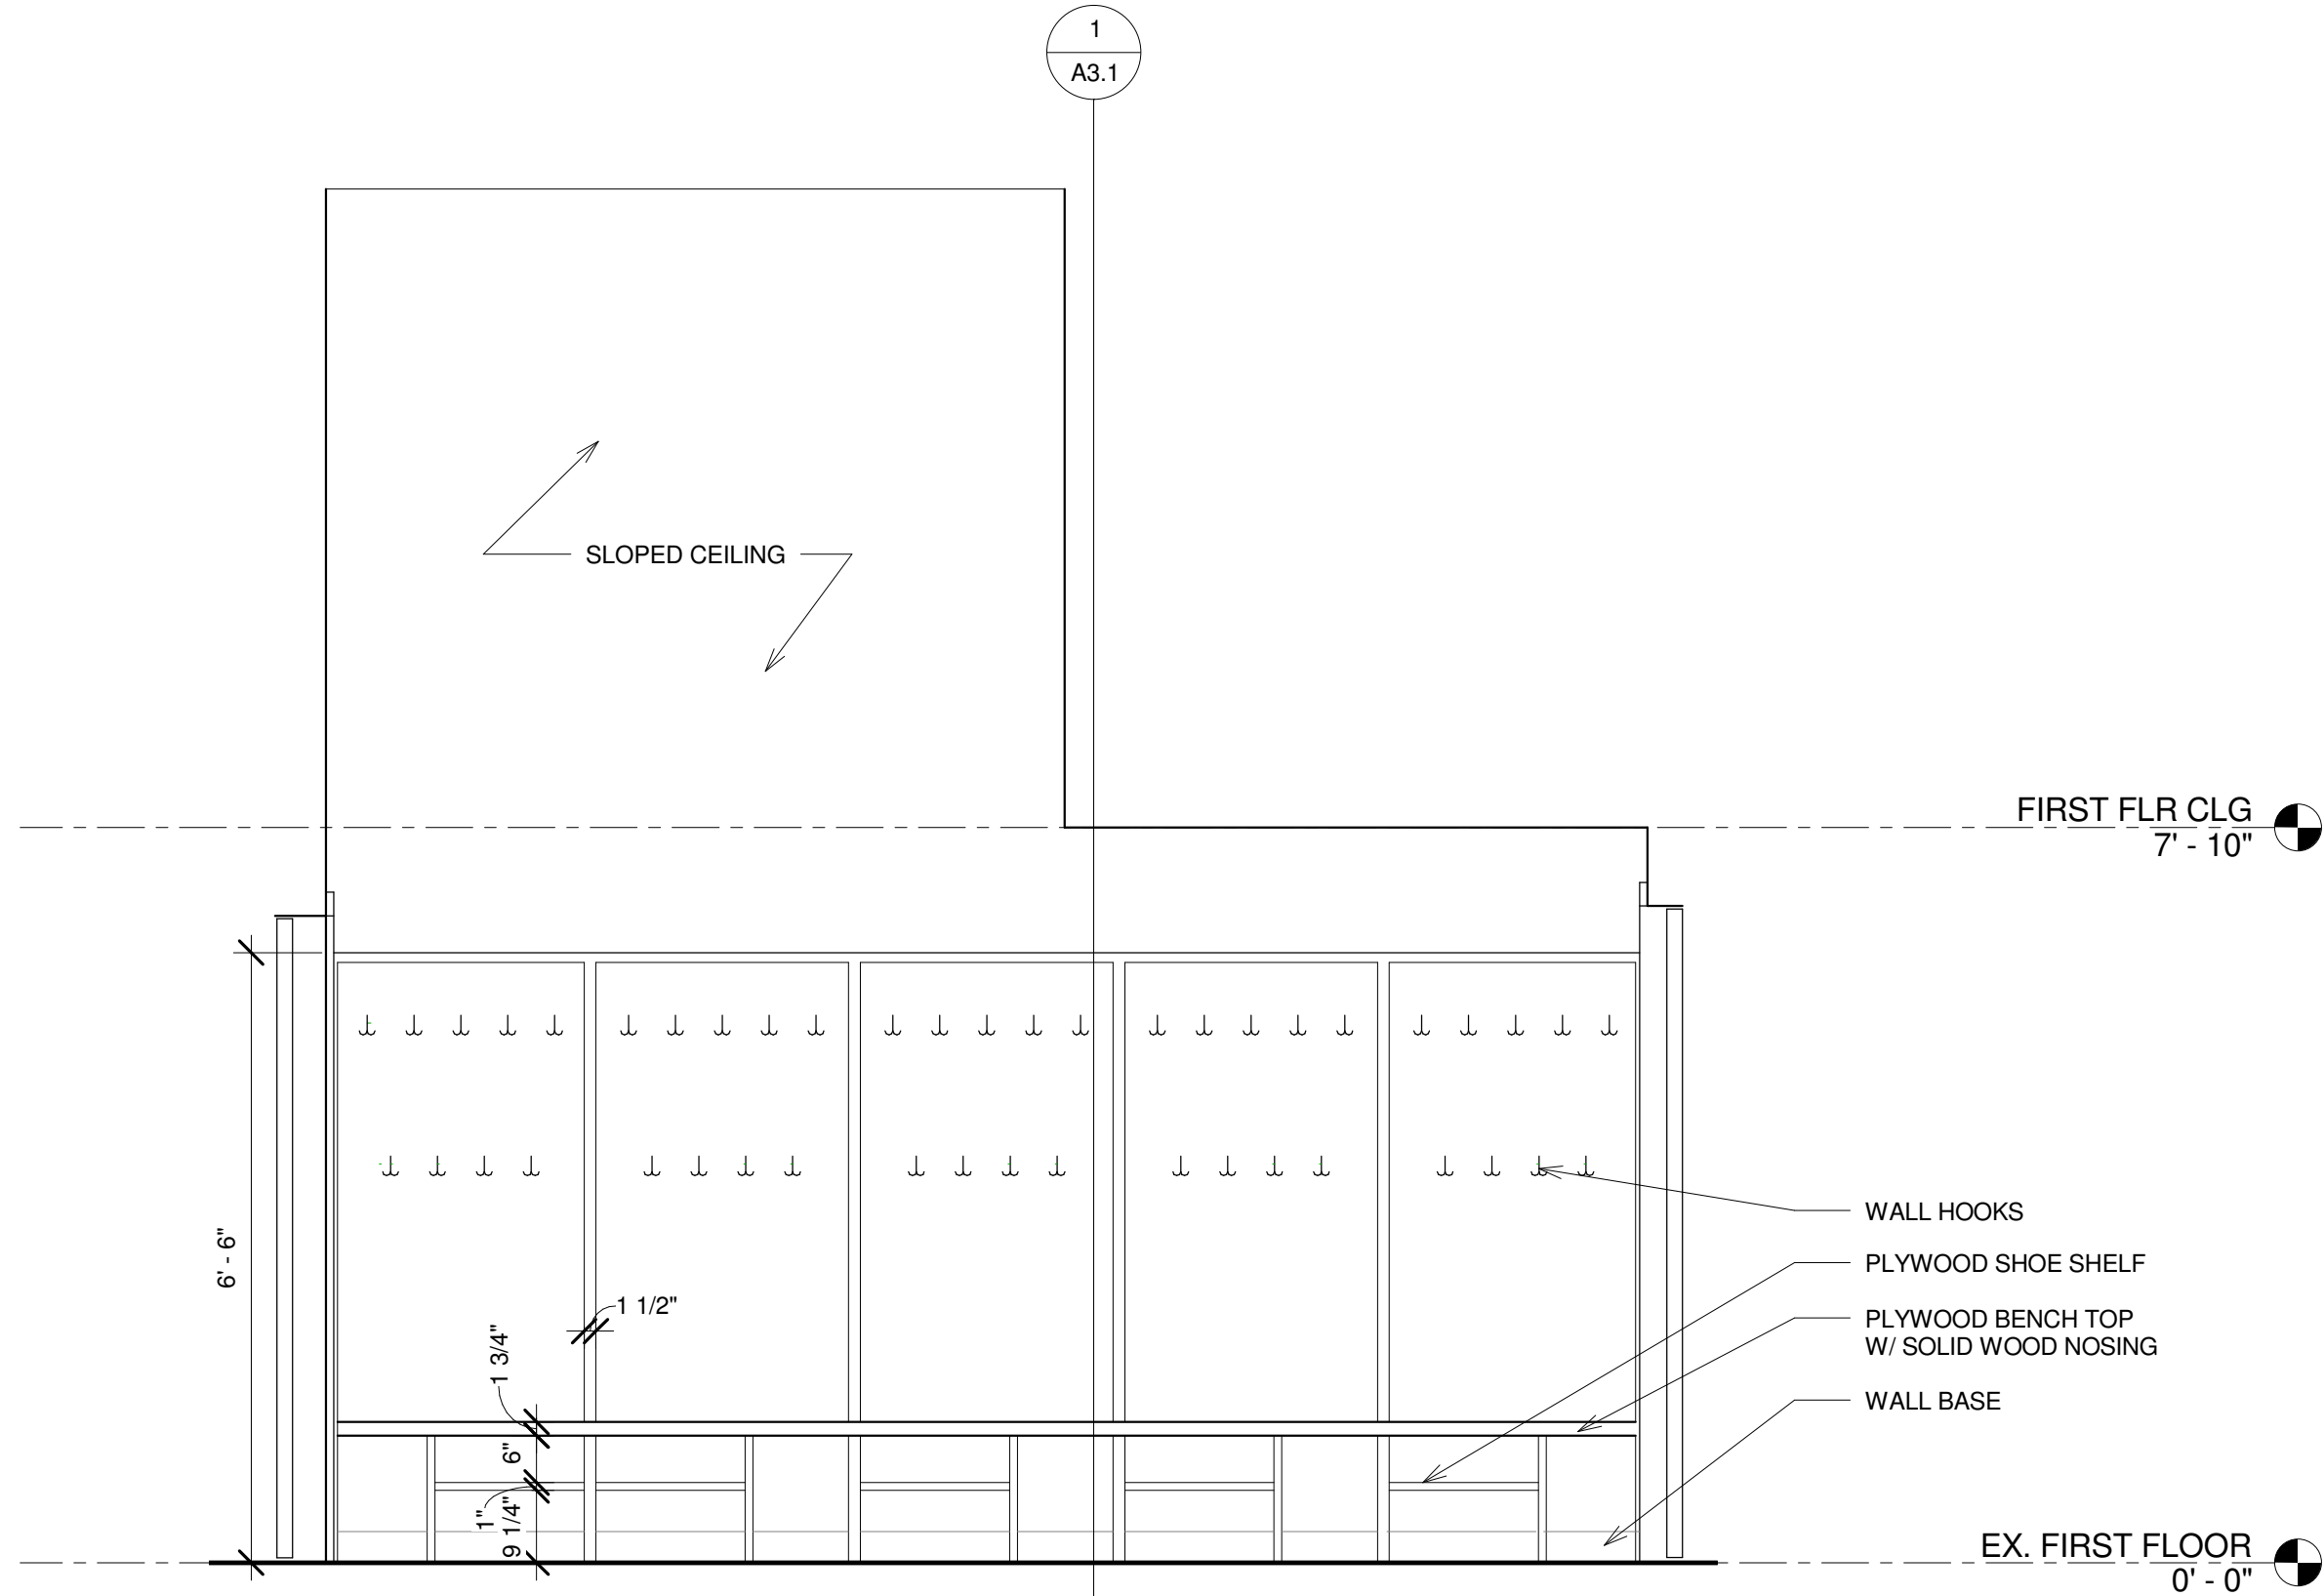 1
A3.1
SLOPED CEILING
FIRST FLR CLG
7' - 10"
6' - 6"
1 1/2"
1 3/4"
6"
1"
9 1/4"
WALL HOOKS
PLYWOOD SHOE SHELF
PLYWOOD BENCH TOP
W/ SOLID WOOD NOSING
WALL BASE
EX. FIRST FLOOR
0' - 0"